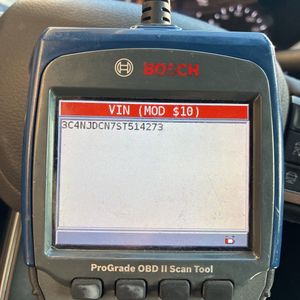 BOSCH
VIN (MOD $10)
3C4NJDCN7ST514273
ProGrade OBD II Scan Tool